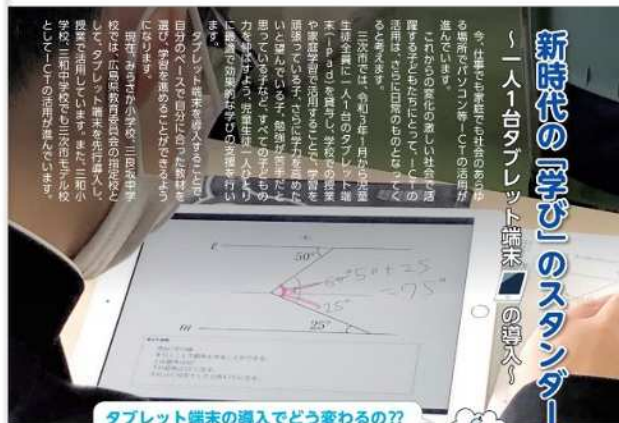 新時代の「学び」のスタンダー
～一人1台タブレット端末の導入～
今、仕事でも家庭でも社会のあらゆ
る場所でパソコン等ICTの活用が
進んでいます。
これからの変化の激しい社会で活
躍する子どもたちにとって、ICTの
活用は、さらに日常のものとなってく
ると考えます。
三次市では、令和3年1月から児童
生徒全員に一人1台のタブレット端
末(iPad)を貸与し、学校での授業
や家庭学習で活用することで、学習を
頑張っている子、さらに学力を高めた
いと望んでいる子、勉強が苦手だと
思っている子など、すべての子どもの
力を伸ばすよう、児童生徒一人ひとり
に最適で効果的な学びの支援を行い
ます。
タブレット端末を導入することで、
自分のペースで自分に合った教材を
選び、学習を進めることができるよう
になります。
現在、みらさか小学校、三良坂中学
校では、広島県教育委員会の指定校と
して、タブレット端末を先行導入し、
授業で活用しています。また、三和小
学校、三和中学校でも三次市モデル校
としてICTの活用が進んでいます。
ℓ
50°
50°
50+25
=75°
25°
m
25°
タブレット端末の導入でどう変わるの??